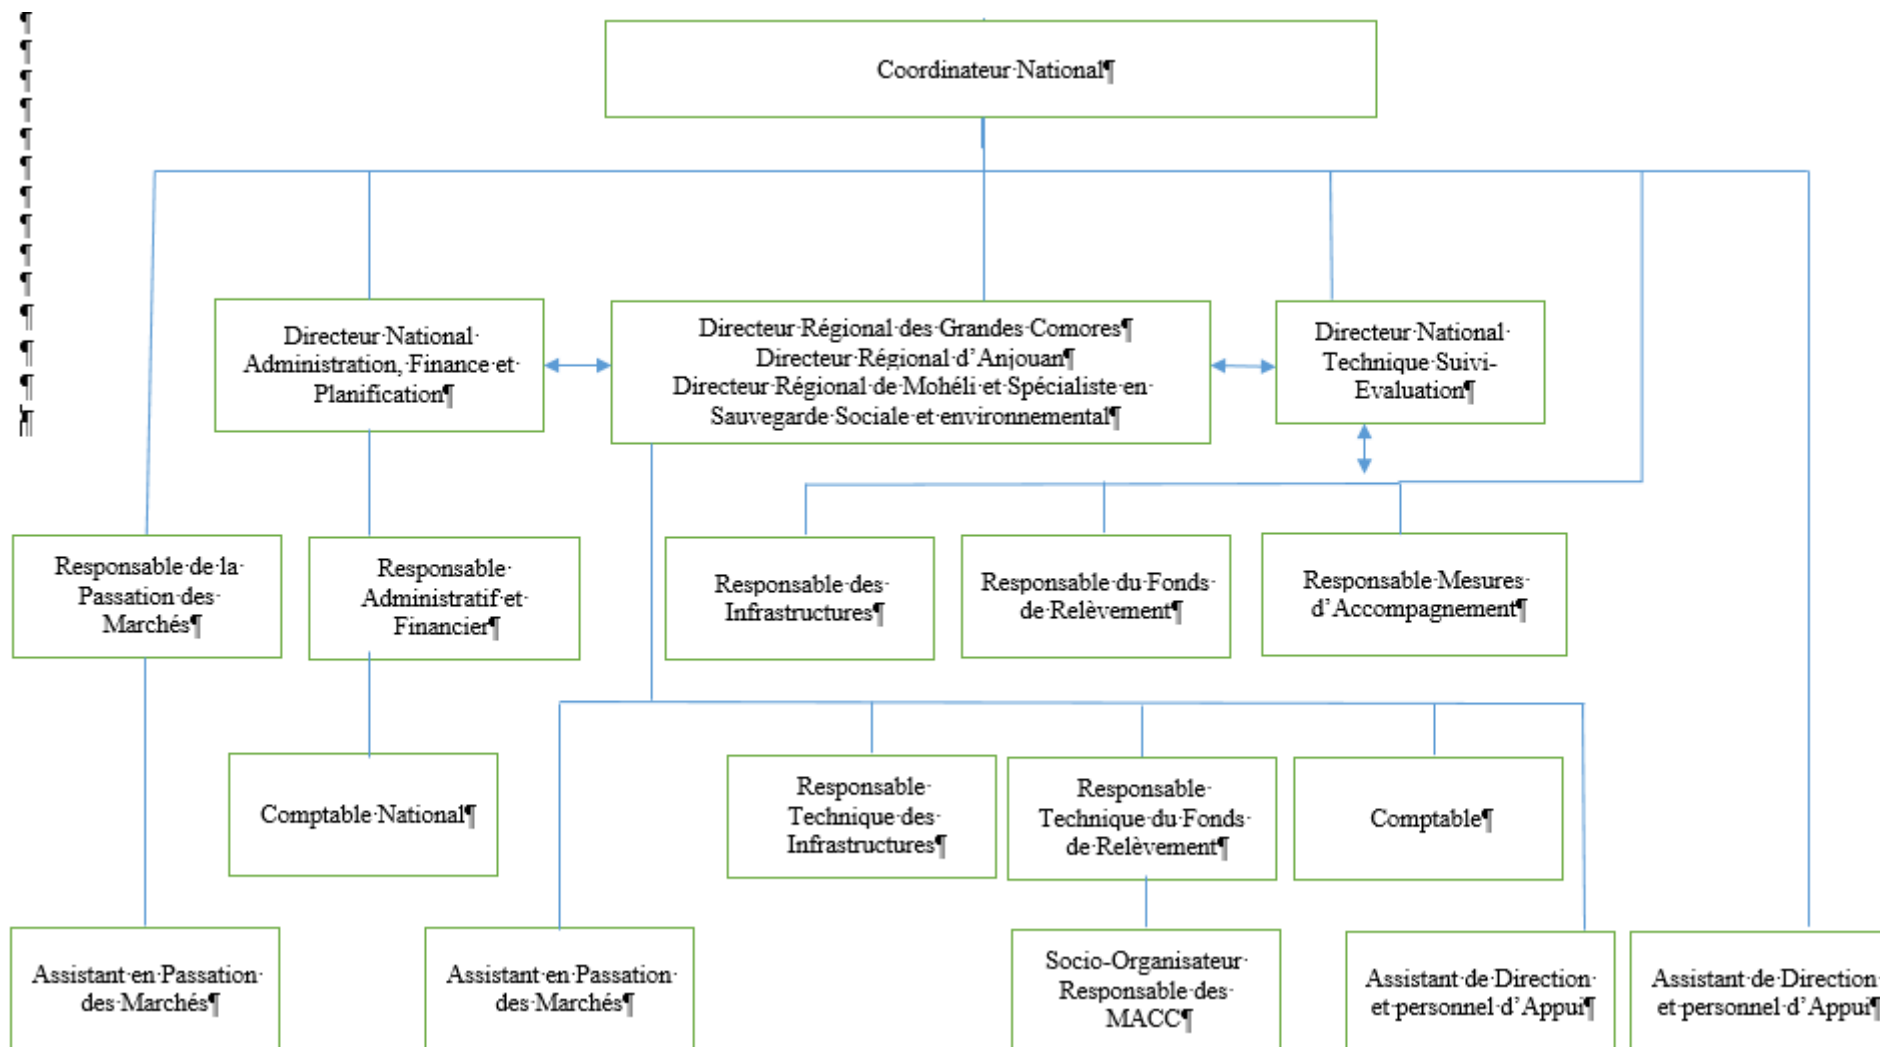 Coordinateur National
Directeur National
Administration, Finance et
Planification
Directeur Régional des Grandes Comores
Directeur Régional d’Anjouan
Directeur Régional de Mohéli et Spécialiste en
Sauvegarde Sociale et environnemental
Directeur National
Technique Suivi-
Evaluation
Responsable de la
Passation des
Marchés
Responsable
Administratif et
Financier
Responsable des
Infrastructures
Responsable du Fonds
de Relèvement
Responsable Mesures
d’Accompagnement
Comptable National
Responsable
Technique des
Infrastructures
Responsable
Technique du Fonds
de Relèvement
Comptable
Assistant en Passation
des Marchés
Assistant en Passation
des Marchés
Socio-Organisateur
Responsable des
MACC
Assistant de Direction
et personnel d’Appui
Assistant de Direction
et personnel d’Appui